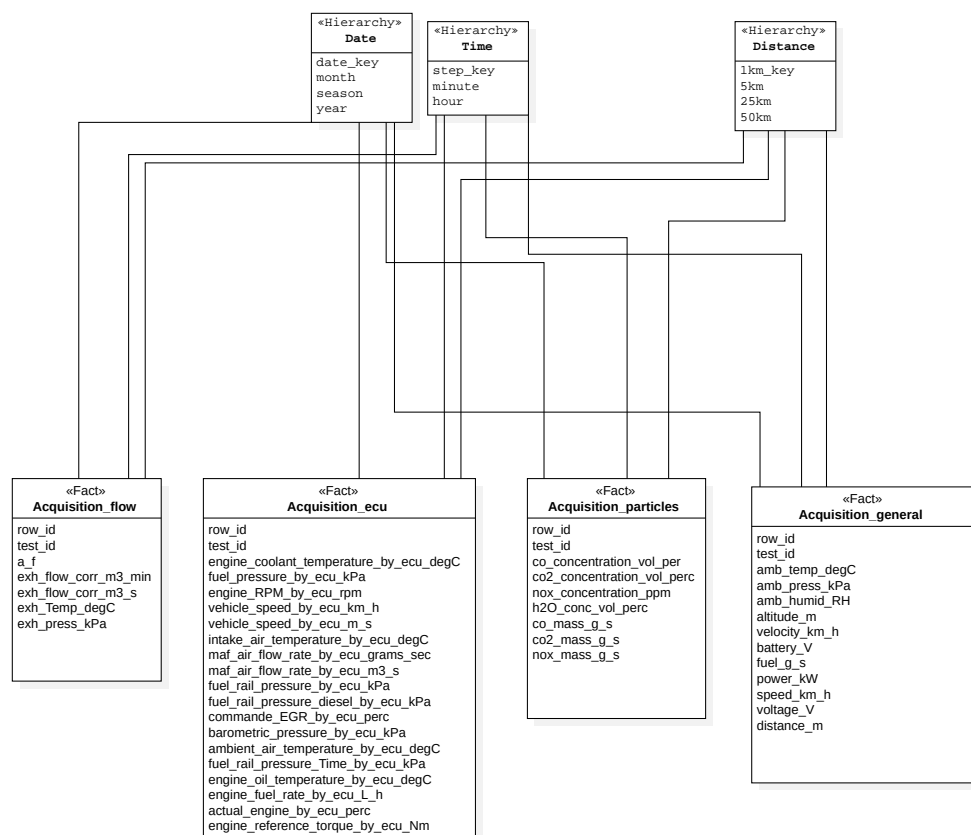 «Hierarchy»
Date
date_key
month
season
year
«Hierarchy»
Time
step_key
minute
hour
«Hierarchy»
Distance
1km_key
5km
25km
50km
«Fact»
Acquisition_flow
row_id
test_id
a_f
exh_flow_corr_m3_min
exh_flow_corr_m3_s
exh_Temp_degC
exh_press_kPa
«Fact»
Acquisition_ecu
row_id
test_id
engine_coolant_temperature_by_ecu_degC
fuel_pressure_by_ecu_kPa
engine_RPM_by_ecu_rpm
vehicle_speed_by_ecu_km_h
vehicle_speed_by_ecu_m_s
intake_air_temperature_by_ecu_degC
maf_air_flow_rate_by_ecu_grams_sec
maf_air_flow_rate_by_ecu_m3_s
fuel_rail_pressure_by_ecu_kPa
fuel_rail_pressure_diesel_by_ecu_kPa
commande_EGR_by_ecu_perc
barometric_pressure_by_ecu_kPa
ambient_air_temperature_by_ecu_degC
fuel_rail_pressure_Time_by_ecu_kPa
engine_oil_temperature_by_ecu_degC
engine_fuel_rate_by_ecu_L_h
actual_engine_by_ecu_perc
engine_reference_torque_by_ecu_Nm
«Fact»
Acquisition_particles
row_id
test_id
co_concentration_vol_per
co2_concentration_vol_perc
nox_concentration_ppm
h2O_conc_vol_perc
co_mass_g_s
co2_mass_g_s
nox_mass_g_s
«Fact»
Acquisition_general
row_id
test_id
amb_temp_degC
amb_press_kPa
amb_humid_RH
altitude_m
velocity_km_h
battery_V
fuel_g_s
power_kW
speed_km_h
voltage_V
distance_m